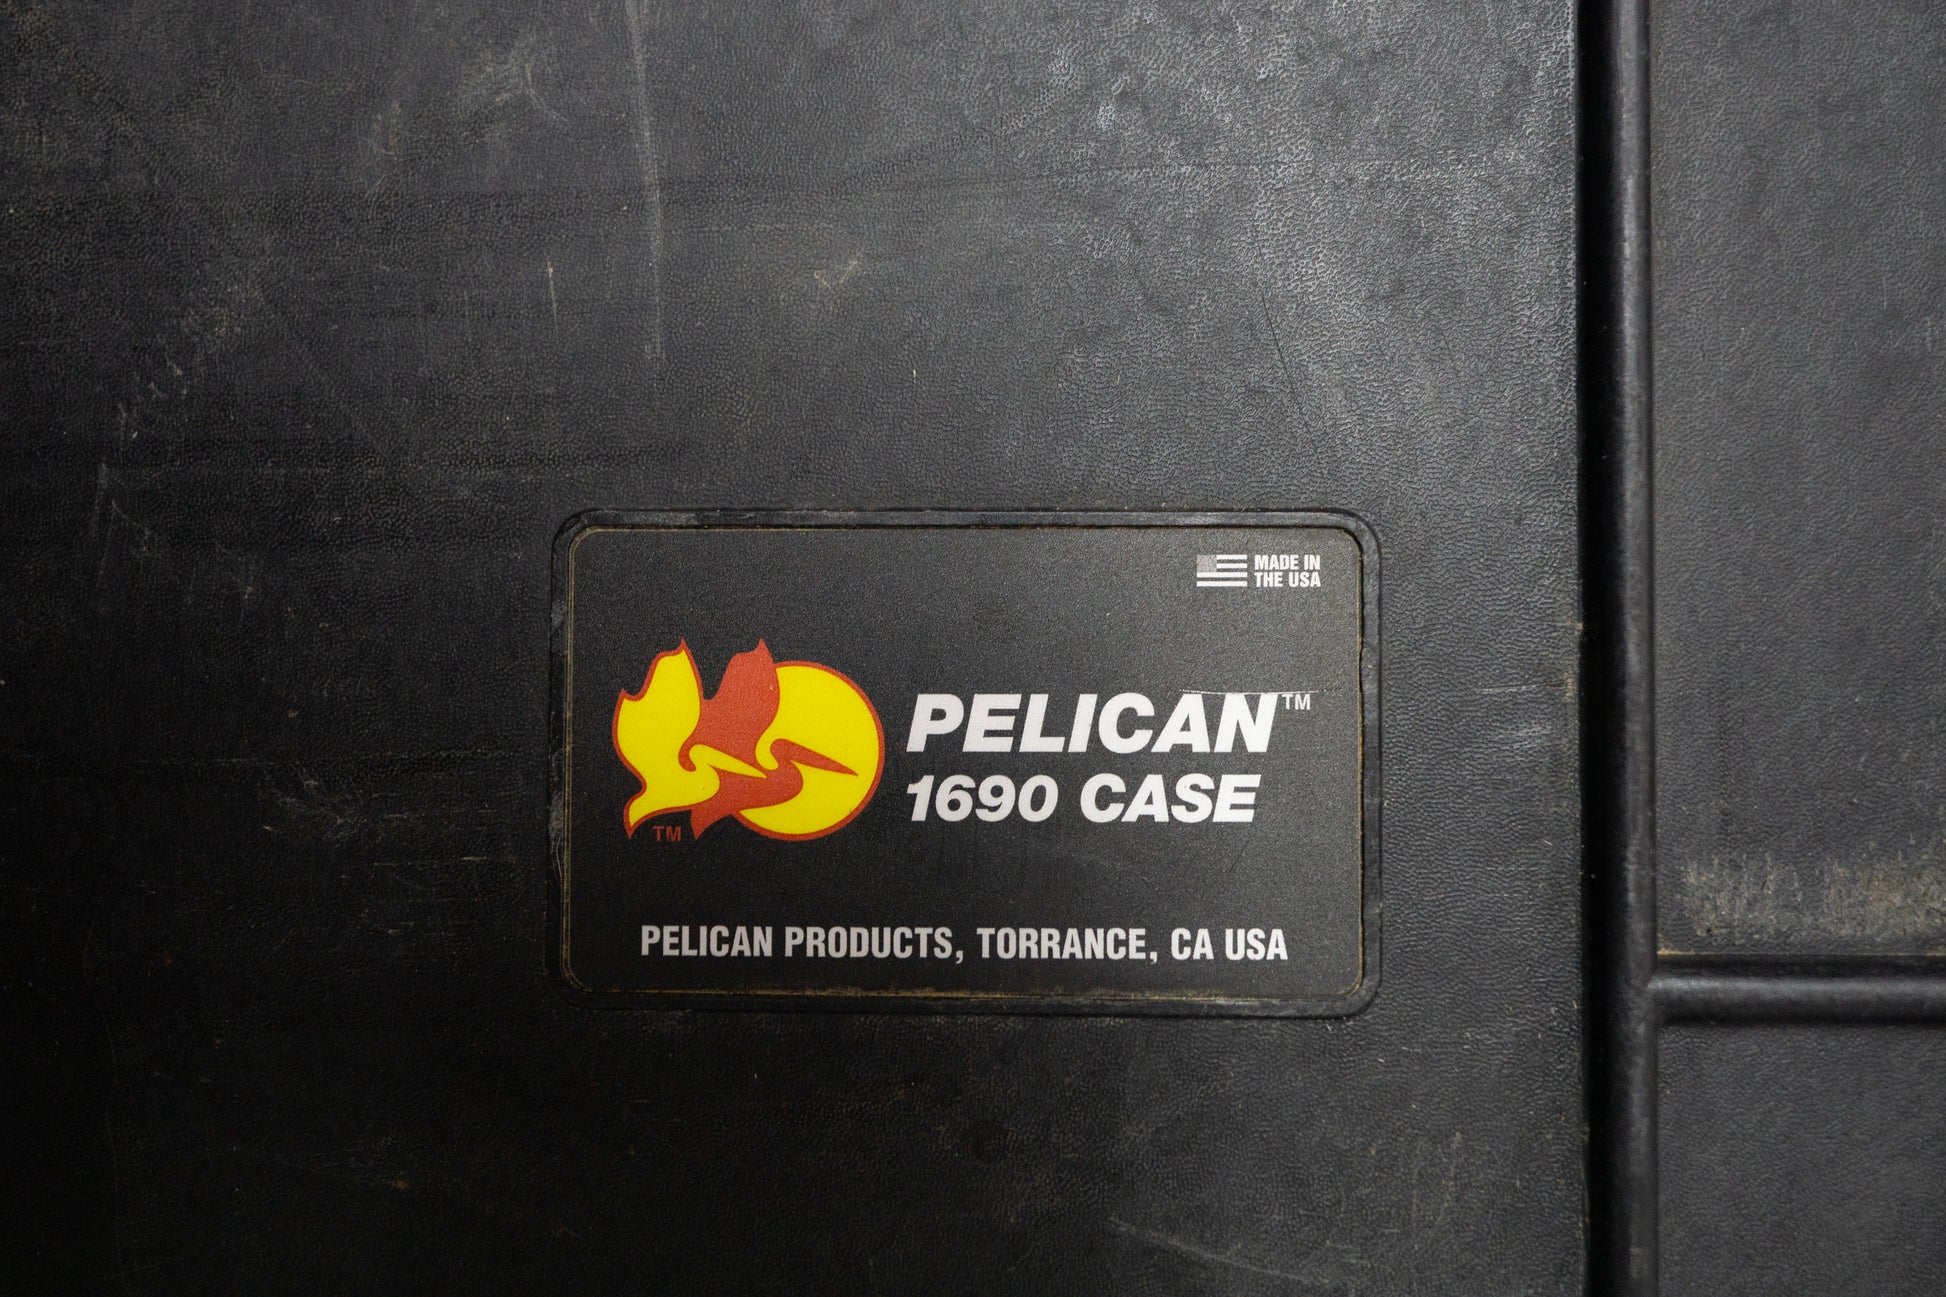 MADE IN
THE USA
PELICAN™
1690 CASE
TM
PELICAN PRODUCTS, TORRANCE, CA USA